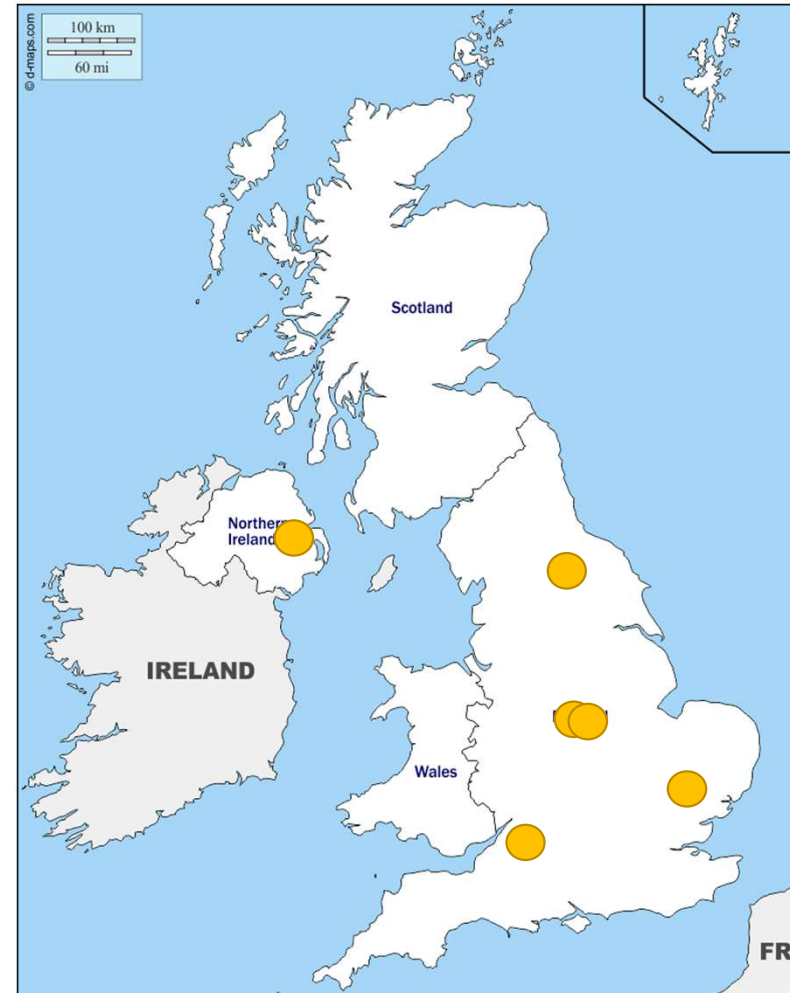 100 km
60 mi
© d-maps.com
Scotland
Northern
Ireland
IRELAND
Wales
FR